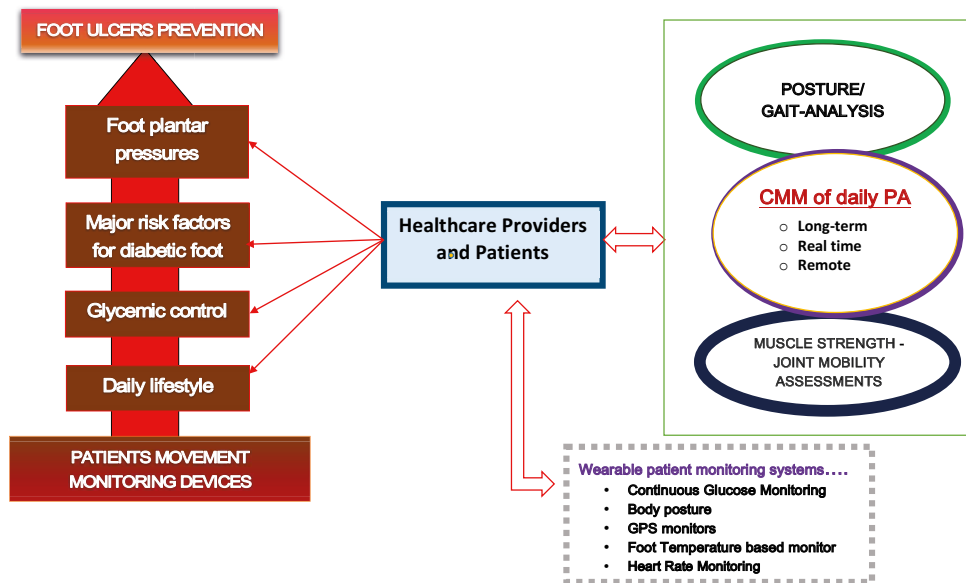 FOOT ULCERS PREVENTION
Foot plantar
pressures
Major risk factors
for diabetic foot
Glycemic control
Daily lifestyle
PATIENTS MOVEMENT
MONITORING DEVICES
Healthcare Providers
and Patients
POSTURE/
GAIT-ANALYSIS
CMM of daily PA
○ Long-term
○ Real time
○ Remote
MUSCLE STRENGTH -
JOINT MOBILITY
ASSESSMENTS
Wearable patient monitoring systems….
• Continuous Glucose Monitoring
• Body posture
• GPS monitors
• Foot Temperature based monitor
• Heart Rate Monitoring